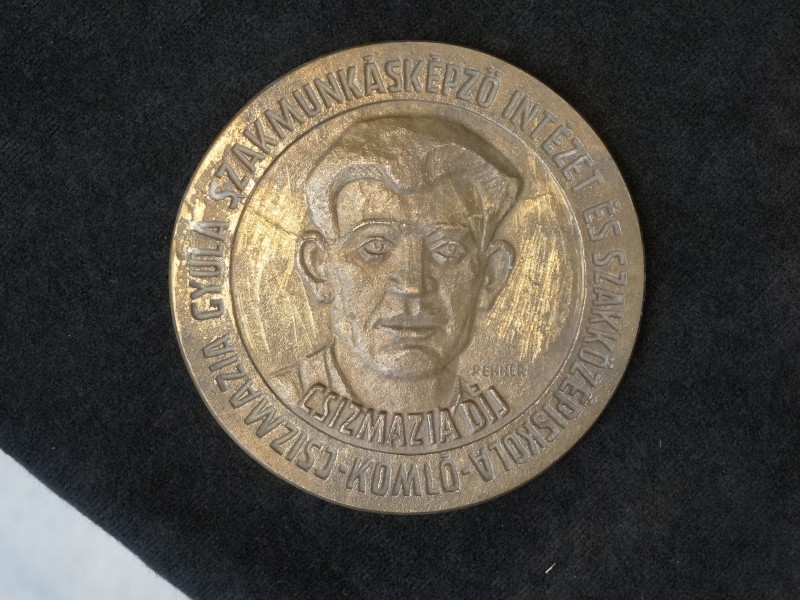 CSIZMAZIA GYULA SZAKMUNKÁSKÉPZŐ INTÉZET ÉS SZAKKÖZÉPISKOLA-KOMLÓ-
CSIZMAZIA DÍJ
RENNER